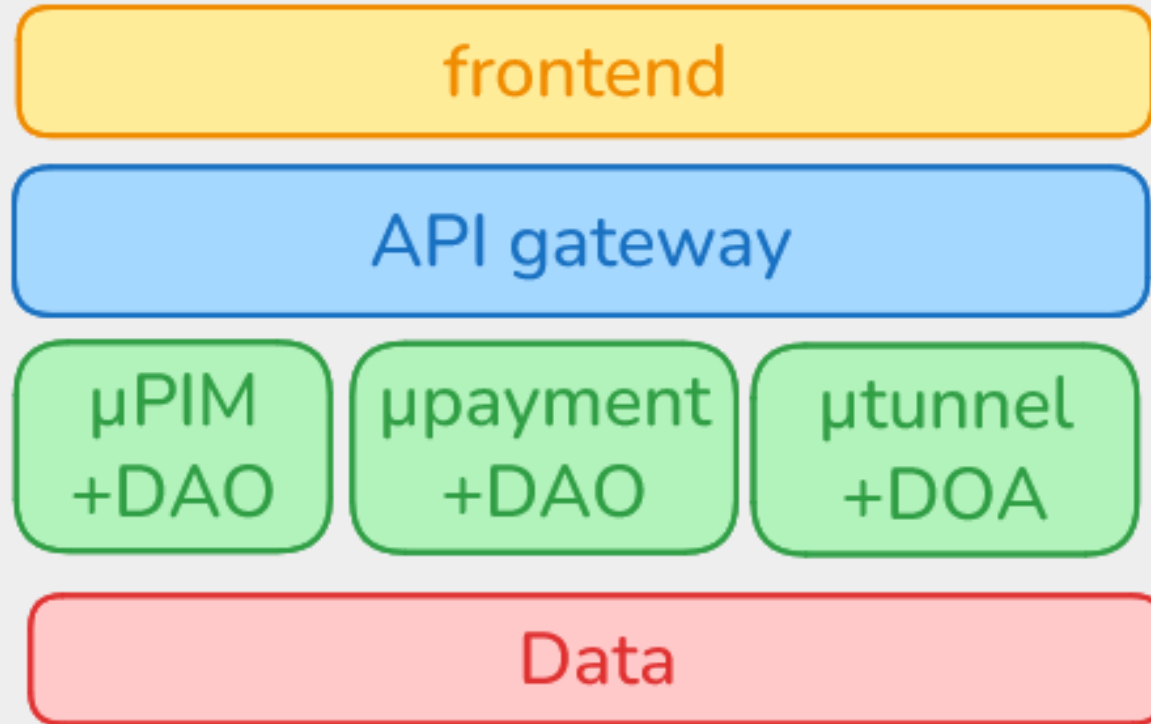 frontend
API gateway
µPIM
+DAO
µpayment
+DAO
µtunnel
+DOA
Data